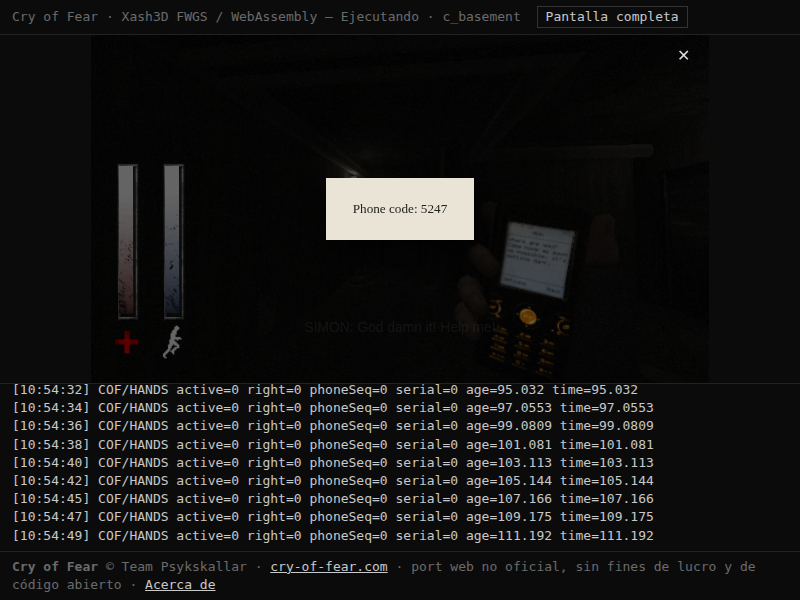 Cry of Fear · Xash3D FWGS / WebAssembly — Ejecutando · c_basement
Pantalla completa
✕
Phone code: 5247
SIMON: God damn it! Help me!
[10:54:32] COF/HANDS active=0 right=0 phoneSeq=0 serial=0 age=95.032 time=95.032
[10:54:34] COF/HANDS active=0 right=0 phoneSeq=0 serial=0 age=97.0553 time=97.0553
[10:54:36] COF/HANDS active=0 right=0 phoneSeq=0 serial=0 age=99.0809 time=99.0809
[10:54:38] COF/HANDS active=0 right=0 phoneSeq=0 serial=0 age=101.081 time=101.081
[10:54:40] COF/HANDS active=0 right=0 phoneSeq=0 serial=0 age=103.113 time=103.113
[10:54:42] COF/HANDS active=0 right=0 phoneSeq=0 serial=0 age=105.144 time=105.144
[10:54:45] COF/HANDS active=0 right=0 phoneSeq=0 serial=0 age=107.166 time=107.166
[10:54:47] COF/HANDS active=0 right=0 phoneSeq=0 serial=0 age=109.175 time=109.175
[10:54:49] COF/HANDS active=0 right=0 phoneSeq=0 serial=0 age=111.192 time=111.192
Cry of Fear © Team Psykskallar · cry-of-fear.com · port web no oficial, sin fines de lucro y de
código abierto · Acerca de